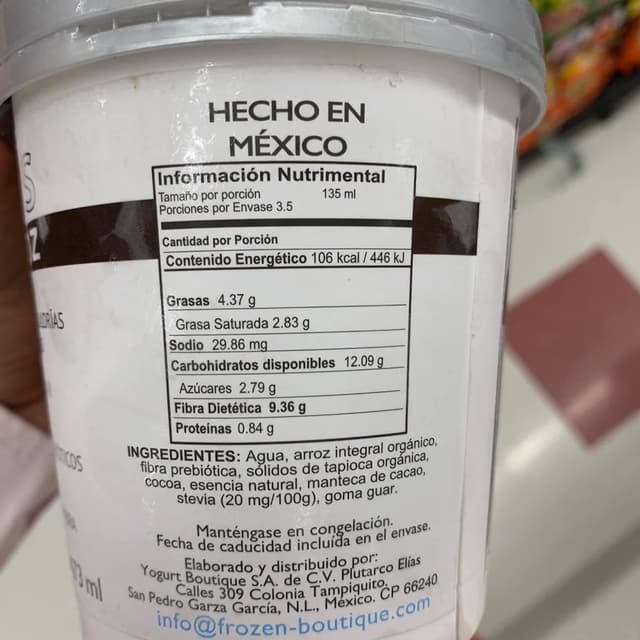 HECHO EN
MÉXICO
Información Nutrimental
Tamaño por porción 135 ml
Porciones por Envase 3.5
Cantidad por Porción
Contenido Energético 106 kcal / 446 kJ
Grasas 4.37 g
Grasa Saturada 2.83 g
Sodio 29.86 mg
Carbohidratos disponibles 12.09 g
Azúcares 2.79 g
Fibra Dietética 9.36 g
Proteínas 0.84 g
INGREDIENTES: Agua, arroz integral orgánico,
fibra prebiótica, sólidos de tapioca orgánica,
cocoa, esencia natural, manteca de cacao,
stevia (20 mg/100g), goma guar.
Manténgase en congelación.
Fecha de caducidad incluída en el envase.
Elaborado y distribuido por:
Yogurt Boutique S.A. de C.V. Plutarco Elías
Calles 309 Colonia Tampiquito,
San Pedro Garza García, N.L., México. CP 66240
info@frozen-boutique.com
ml